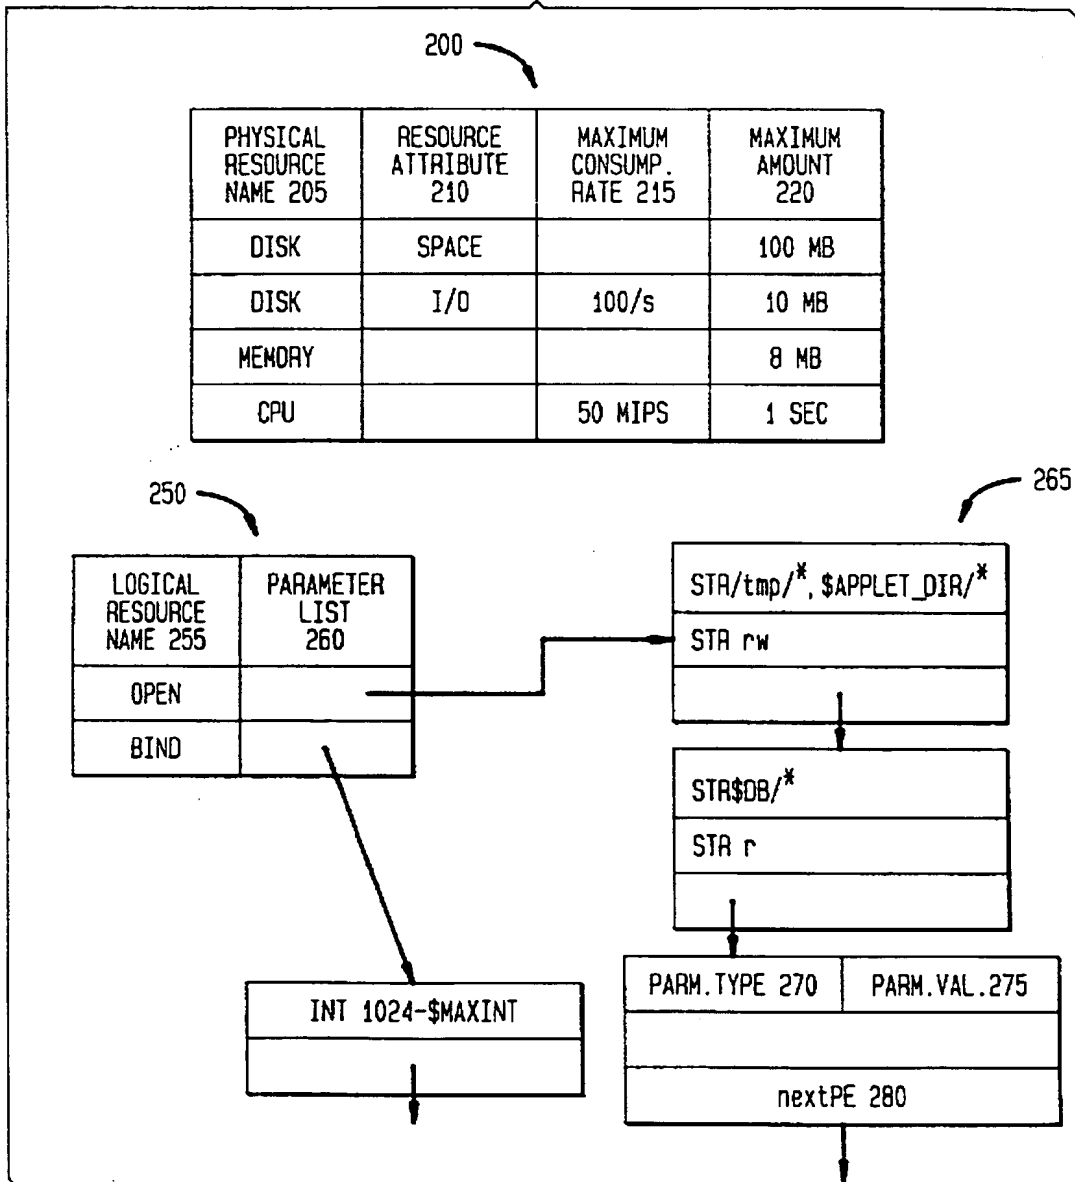 200
PHYSICAL RESOURCE NAME 205
RESOURCE ATTRIBUTE 210
MAXIMUM CONSUMP. RATE 215
MAXIMUM AMOUNT 220
DISK SPACE 100 MB
DISK I/O 100/s 10 MB
MEMORY 8 MB
CPU 50 MIPS 1 SEC
250
265
LOGICAL RESOURCE NAME 255
PARAMETER LIST 260
OPEN
BIND
STR/tmp/*, $APPLET_DIR/*
STR rw
STR$DB/*
STR r
PARM.TYPE 270 PARM.VAL.275
nextPE 280
INT 1024-$MAXINT